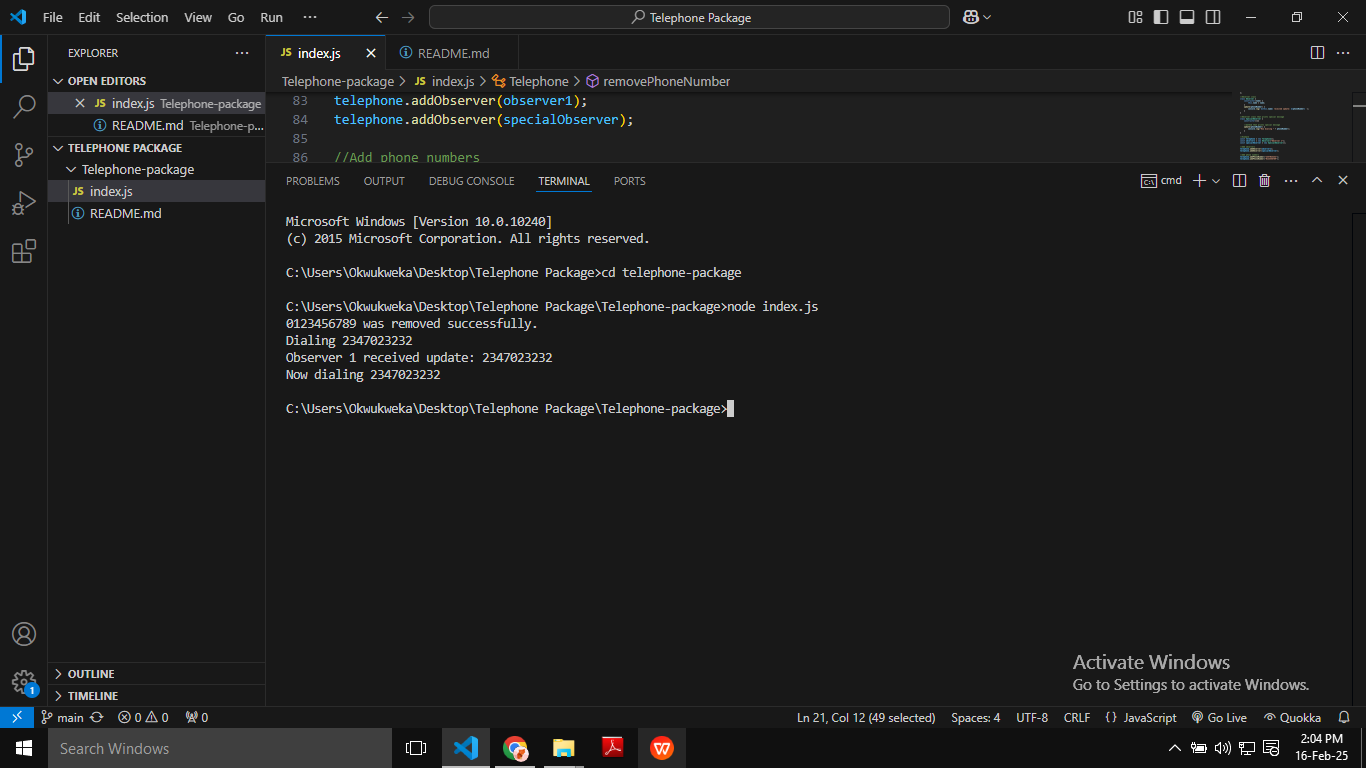 File Edit Selection View Go Run ···
Telephone Package
EXPLORER ···
OPEN EDITORS
JS index.js Telephone-package
README.md Telephone-p...
TELEPHONE PACKAGE
Telephone-package
JS index.js
README.md
OUTLINE
TIMELINE
JS index.js
README.md
Telephone-package > JS index.js > Telephone > removePhoneNumber
83 telephone.addObserver(observer1);
84 telephone.addObserver(specialObserver);
85
86 //Add phone numbers
PROBLEMS OUTPUT DEBUG CONSOLE TERMINAL PORTS
cmd
Microsoft Windows [Version 10.0.10240]
(c) 2015 Microsoft Corporation. All rights reserved.
C:\Users\Okwukweka\Desktop\Telephone Package>cd telephone-package
C:\Users\Okwukweka\Desktop\Telephone Package\Telephone-package>node index.js
0123456789 was removed successfully.
Dialing 2347023232
Observer 1 received update: 2347023232
Now dialing 2347023232
C:\Users\Okwukweka\Desktop\Telephone Package\Telephone-package>
Activate Windows
Go to Settings to activate Windows.
1
main 0 0 0
Ln 21, Col 12 (49 selected) Spaces: 4 UTF-8 CRLF {} JavaScript Go Live Quokka
Search Windows
2:04 PM
16-Feb-25